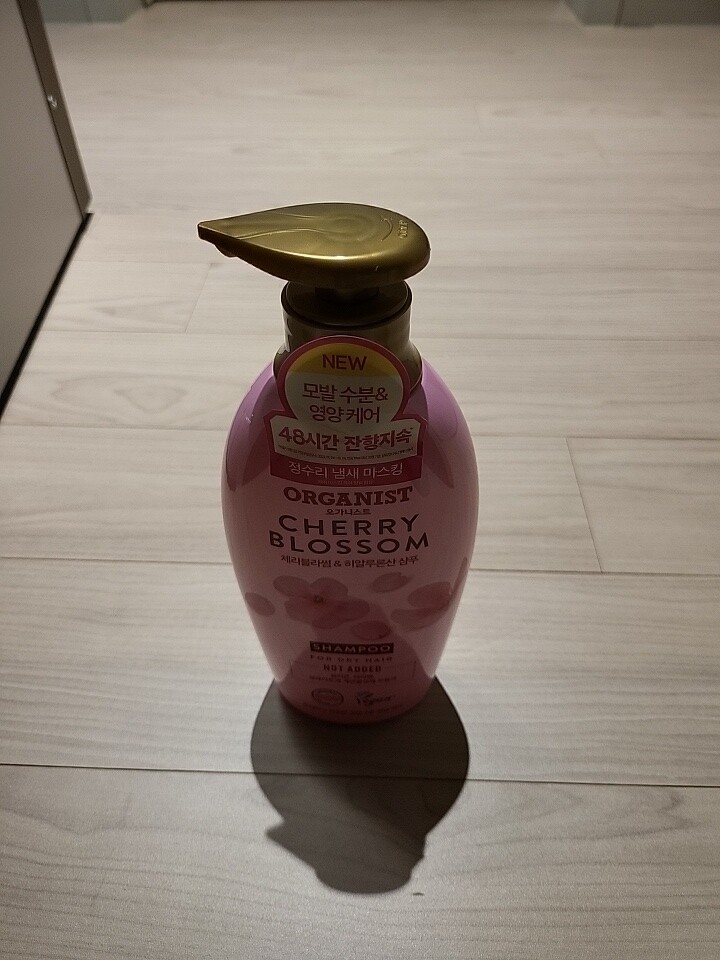 NEW
모발 수분&
영양 케어
48시간 잔향지속
정수리 냄새 마스킹
ORGANIST
오가니스트
CHERRY
BLOSSOM
체리블라썸 & 히알루론산 샴푸
SHAMPOO
FOR DRY HAIR
NOT ADDED
Vegan